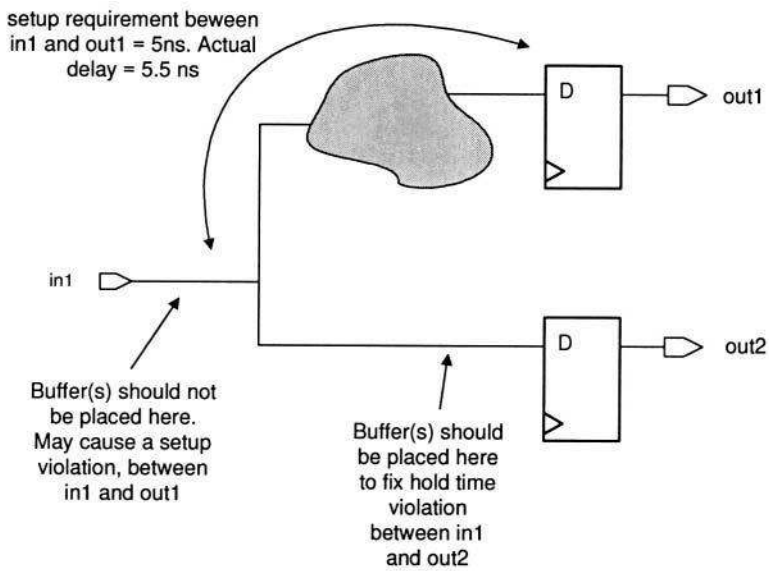 setup requirement beween
in1 and out1 = 5ns. Actual
delay = 5.5 ns
D
out1
in1
D
out2
Buffer(s) should not
be placed here.
May cause a setup
violation, between
in1 and out1
Buffer(s) should
be placed here
to fix hold time
violation
between in1
and out2